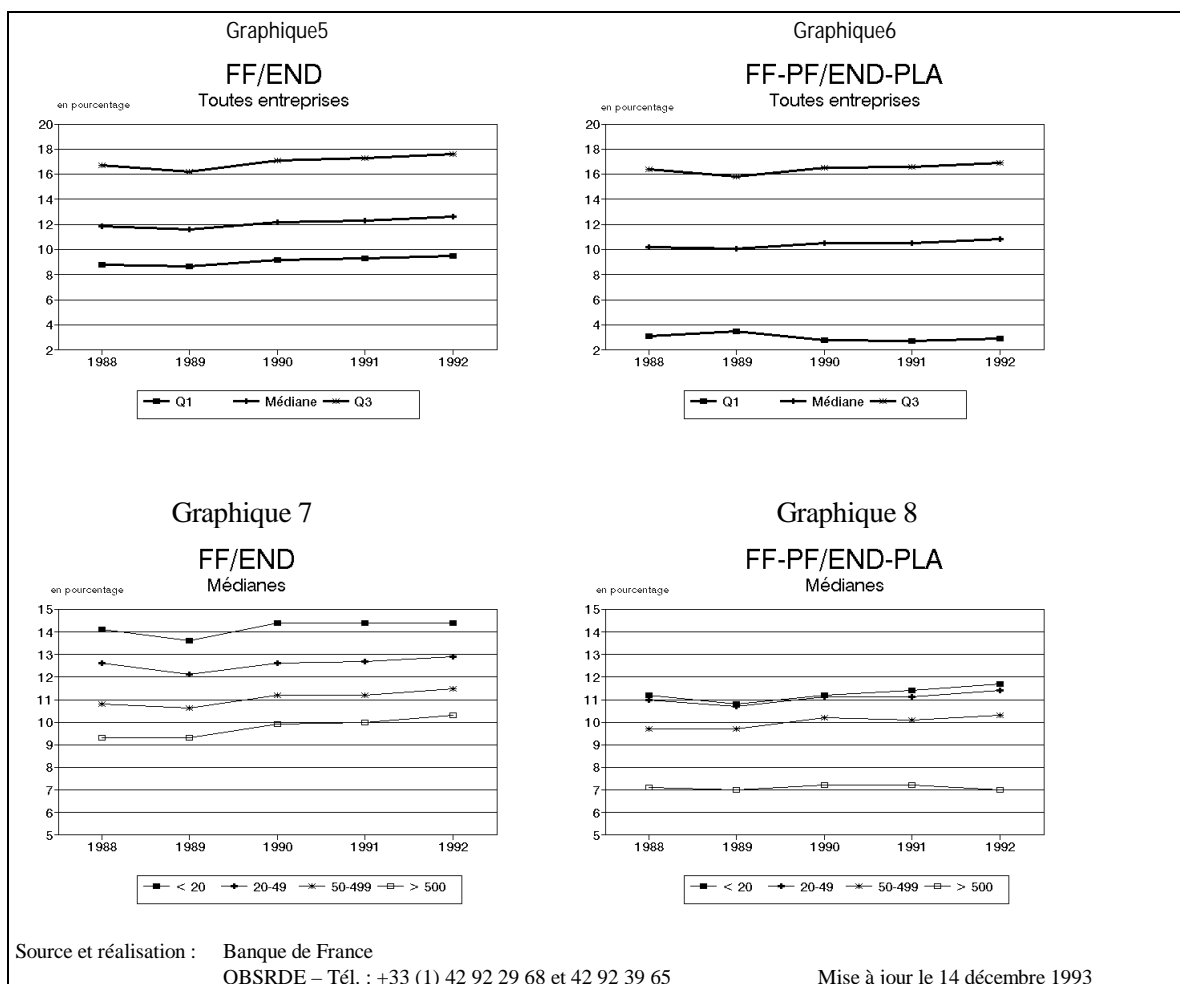 Graphique5
FF/END
Toutes entreprises
en pourcentage
20
18
16
14
12
10
8
6
4
2
1988 1989 1990 1991 1992
Q1 Médiane Q3
Graphique6
FF-PF/END-PLA
Toutes entreprises
en pourcentage
20
18
16
14
12
10
8
6
4
2
1988 1989 1990 1991 1992
Q1 Médiane Q3
Graphique 7
FF/END
Médianes
en pourcentage
15
14
13
12
11
10
9
8
7
6
5
1988 1989 1990 1991 1992
< 20 20-49 50-499 > 500
Graphique 8
FF-PF/END-PLA
Médianes
en pourcentage
15
14
13
12
11
10
9
8
7
6
5
1988 1989 1990 1991 1992
< 20 20-49 50-499 > 500
Source et réalisation : Banque de France
OBSRDE – Tél. : +33 (1) 42 92 29 68 et 42 92 39 65 Mise à jour le 14 décembre 1993